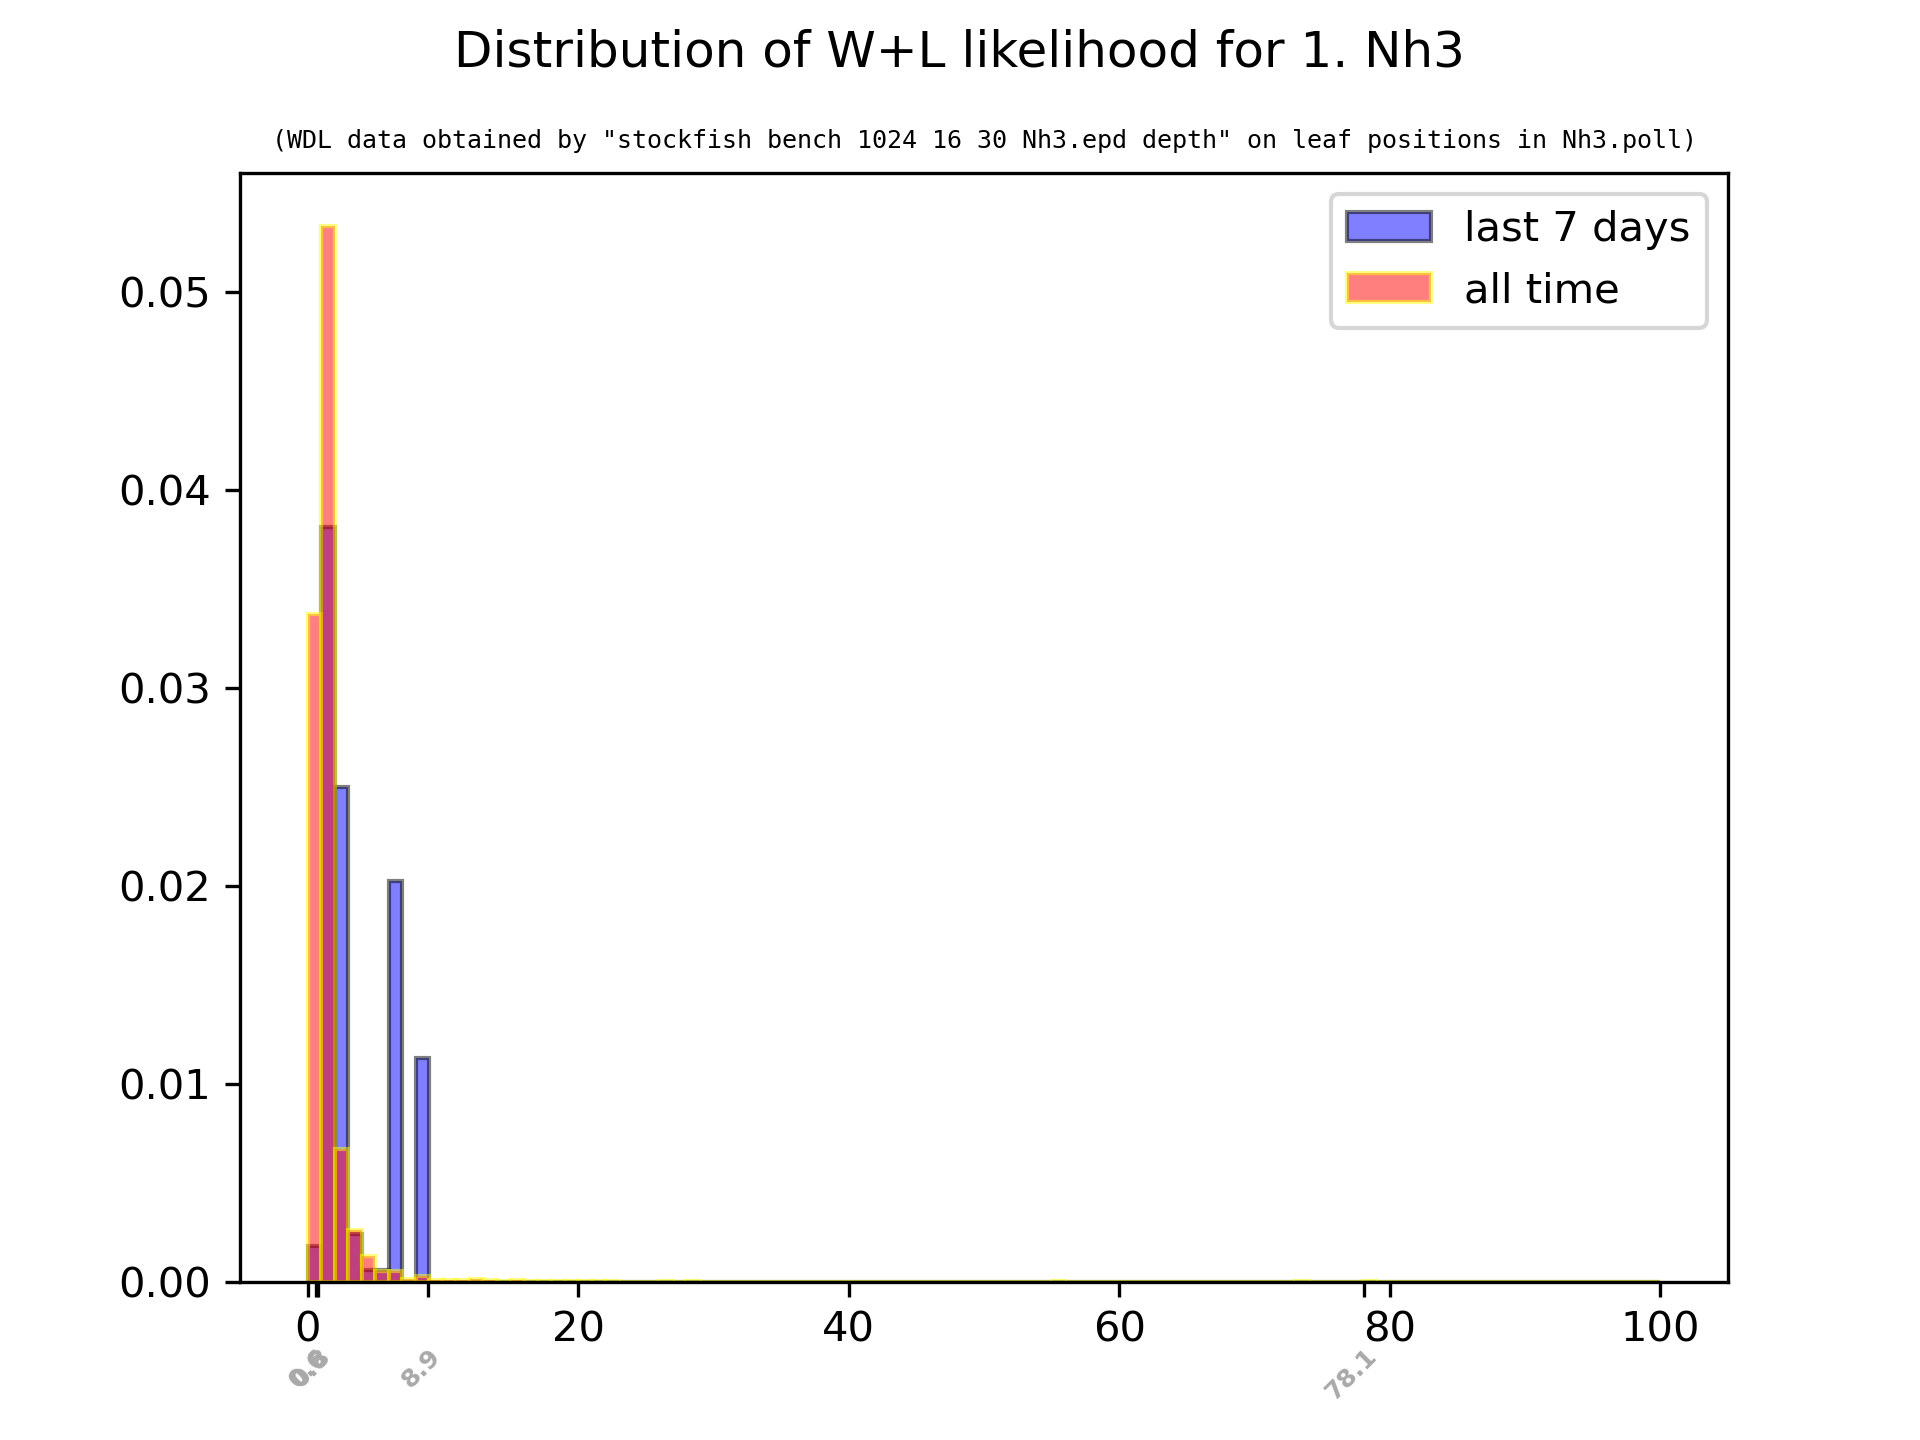 Distribution of W+L likelihood for 1. Nh3
(WDL data obtained by "stockfish bench 1024 16 30 Nh3.epd depth" on leaf positions in Nh3.poll)
last 7 days
all time
0.05
0.04
0.03
0.02
0.01
0.00
0 20 40 60 80 100
8.9 78.1